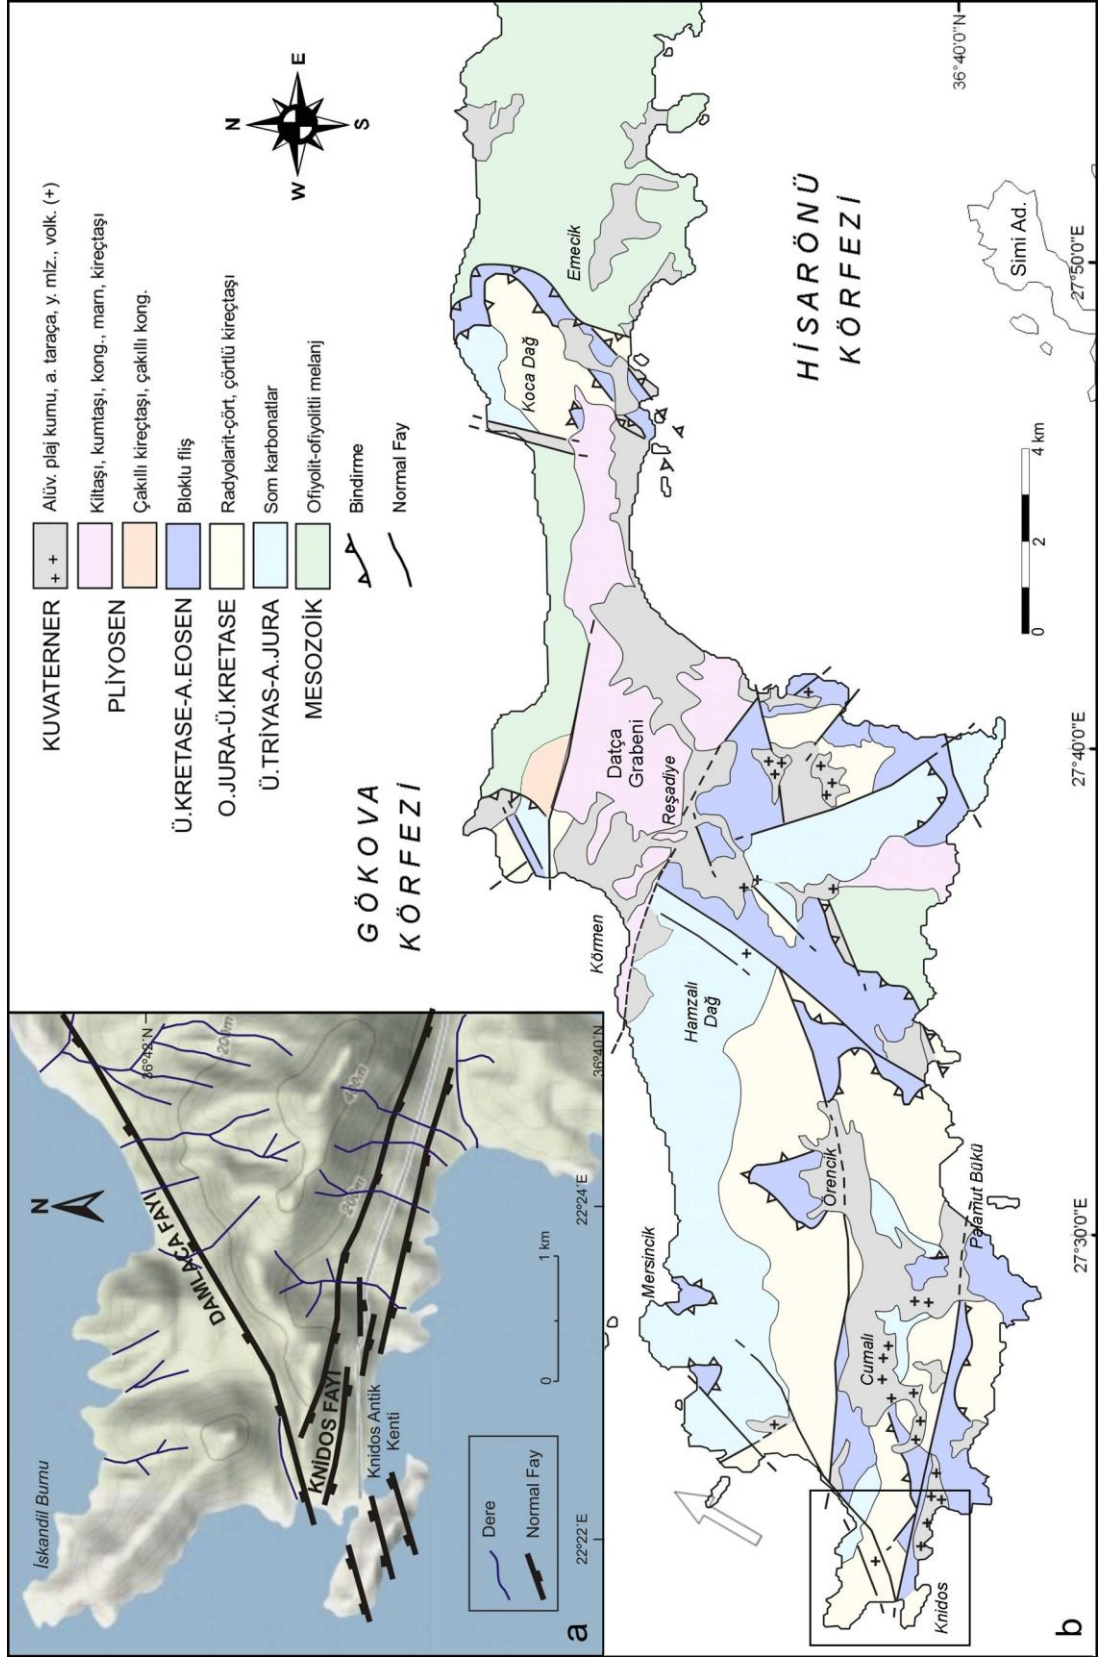 İskandil Burnu
N
DAMLACA FAYI
KNİDOS FAYI
Knidos Antik
Kenti
200m
400m
200m
36°42'N
36°40'N
22°22'E
22°24'E
0 1 km
Dere
Normal Fay
a
KUVATERNER
Alüv. plaj kumu, a. taraça, y. mlz., volk. (+)
PLİYOSEN
Kiltaşı, kumtaşı, kong., marn, kireçtaşı
Çakıllı kireçtaşı, çakıllı kong.
Ü.KRETASE-A.EOSEN
Bloklu fliş
O.JURA-Ü.KRETASE
Radyolarit-çört, çörtlü kireçtaşı
Ü.TRİYAS-A.JURA
Som karbonatlar
MESOZOİK
Ofiyolit-ofiyolitli melanj
Bindirme
Normal Fay
N
W E
S
GÖKOVA
KÖRFEZİ
Mersincik
Körmen
Hamzalı
Dağ
Reşadiye
Datça
Grabeni
Koca Dağ
Emecik
Örencik
Cumalı
Palamut Bükü
Knidos
HİSARÖNÜ
KÖRFEZİ
Simi Ad.
0 2 4 km
36°40'0"N
27°30'0"E
27°40'0"E
27°50'0"E
b